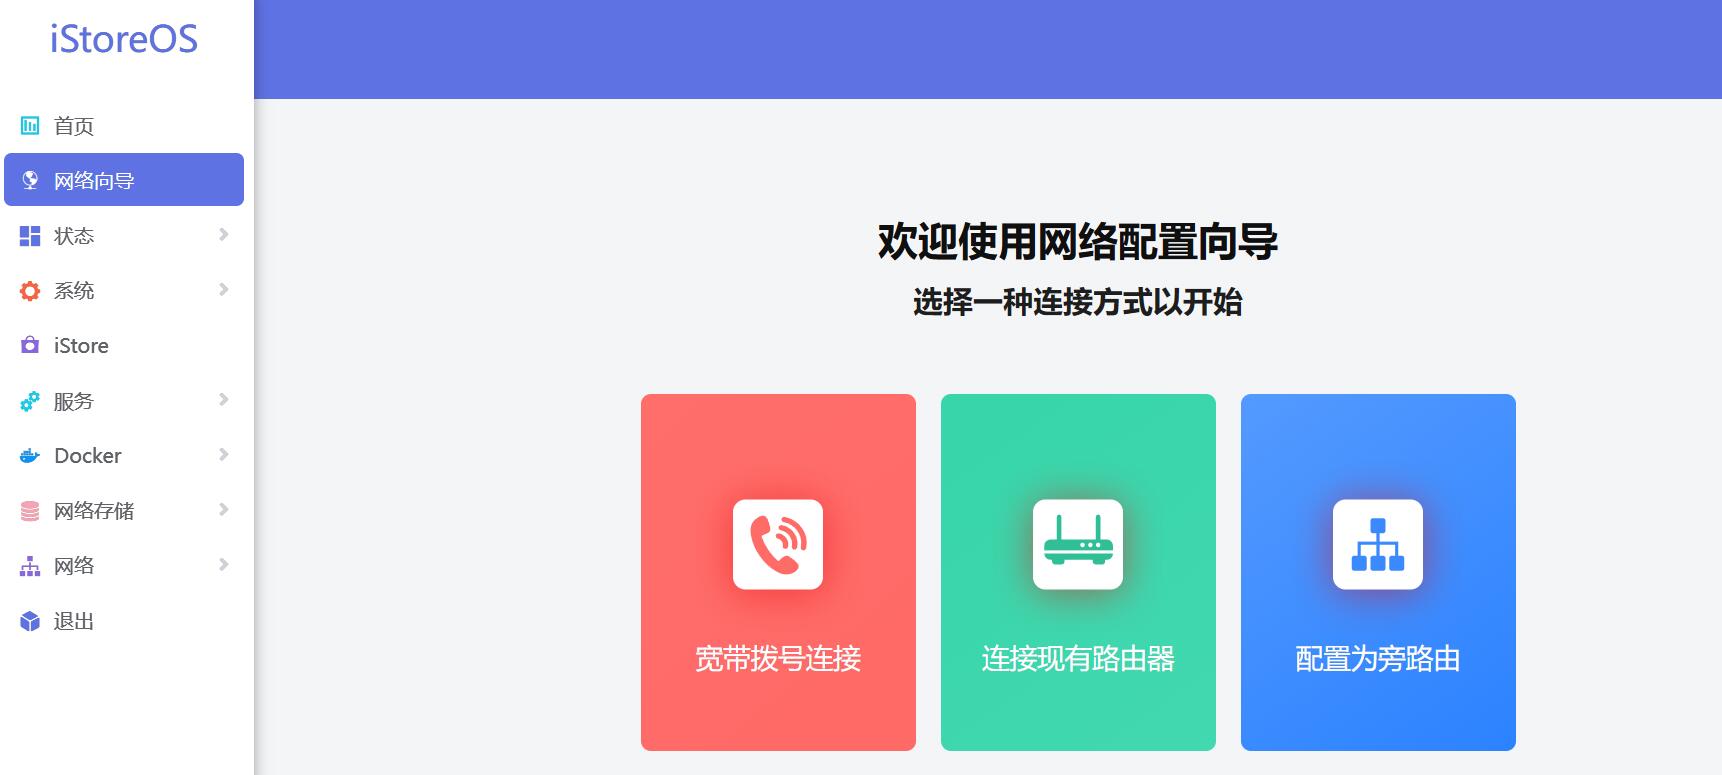 iStoreOS
首页
网络向导
状态
系统
iStore
服务
Docker
网络存储
网络
退出
欢迎使用网络配置向导
选择一种连接方式以开始
宽带拨号连接
连接现有路由器
配置为旁路由